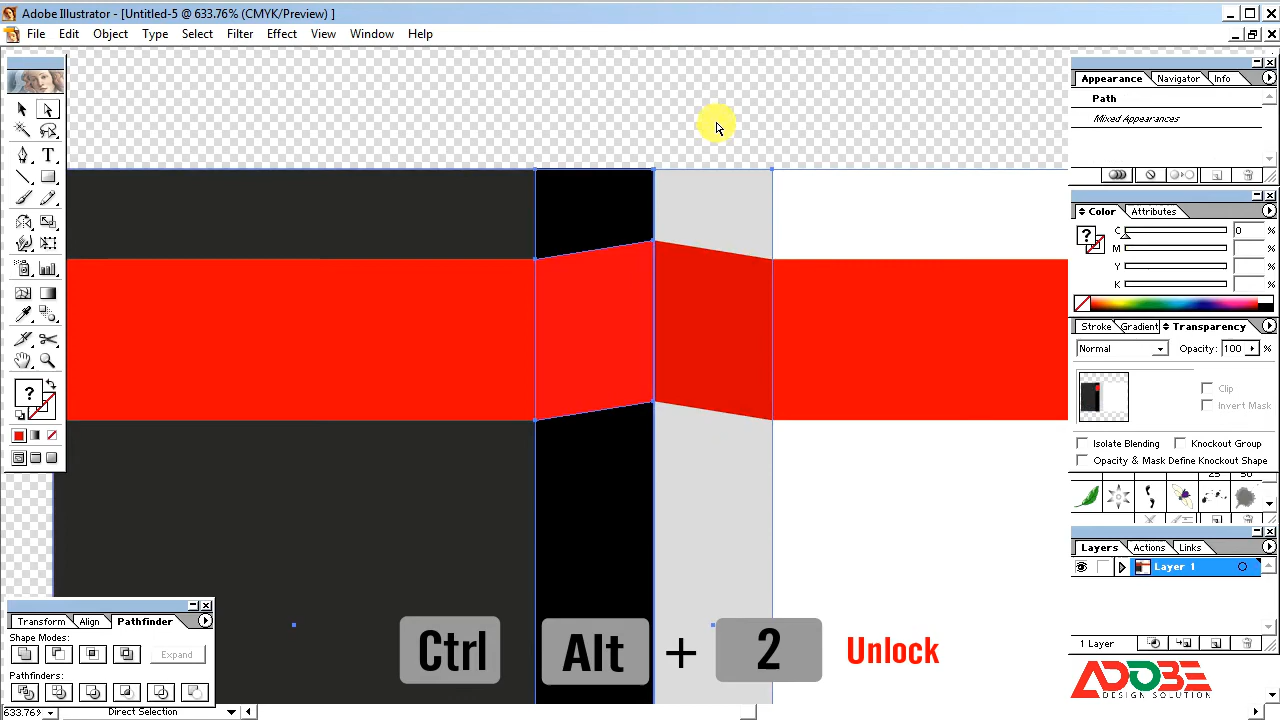 Adobe Illustrator - [Untitled-5 @ 633.76% (CMYK/Preview) ]
File Edit Object Type Select Filter Effect View Window Help
Appearance Navigator Info
Path
Mixed Appearances
Color Attributes
C 0 %
M %
Y %
K %
Stroke Gradient Transparency
Normal Opacity: 100 %
Clip
Invert Mask
Isolate Blending Knockout Group
Opacity & Mask Define Knockout Shape
25 50
Layers Actions Links
Layer 1
1 Layer
T
?
?
Transform Align Pathfinder
Shape Modes:
Expand
Pathfinders:
Ctrl Alt + 2 Unlock
ADOBE
DESIGN SOLUTION
633.76% Direct Selection